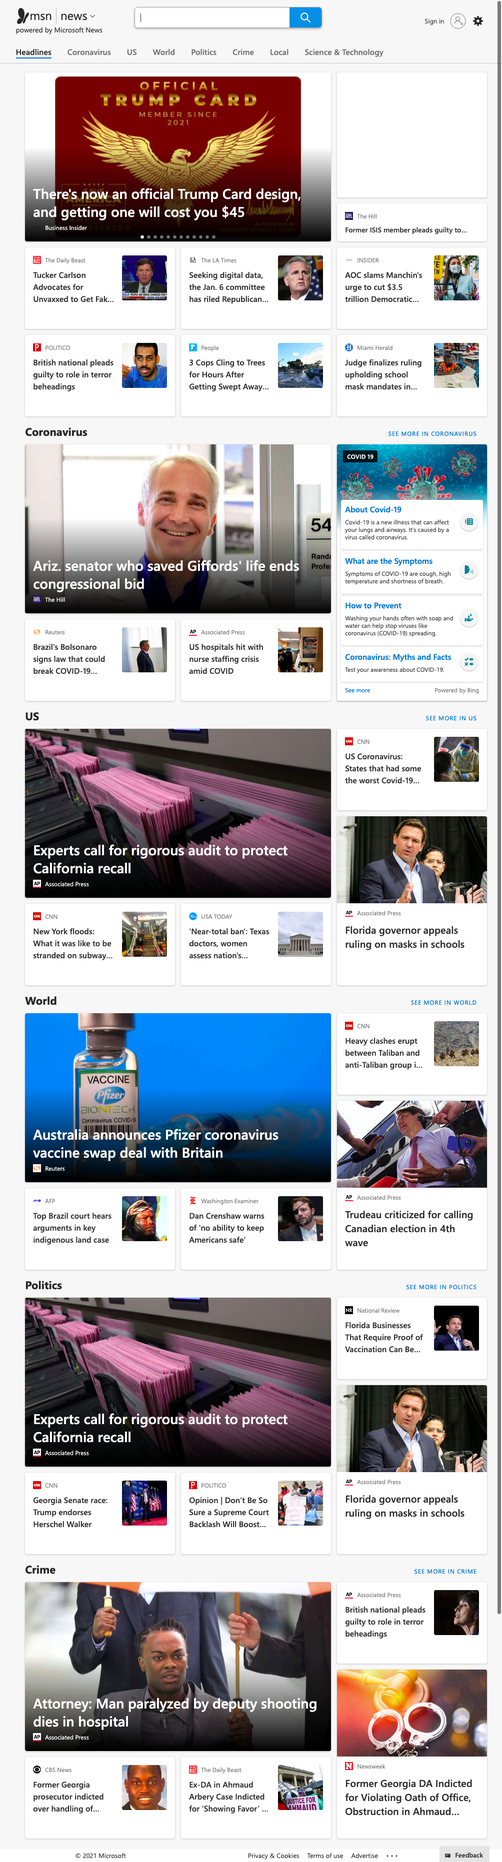 msn news
powered by Microsoft News
Sign in
Headlines Coronavirus US World Politics Crime Local Science & Technology
OFFICIAL
TRUMP CARD
MEMBER SINCE
2021
There's now an official Trump Card design,
and getting one will cost you $45
Business Insider
The Hill
Former ISIS member pleads guilty to...
The Daily Beast
Tucker Carlson
Advocates for
Unvaxxed to Get Fak...
The LA Times
Seeking digital data,
the Jan. 6 committee
has riled Republican...
INSIDER
AOC slams Manchin's
urge to cut $3.5
trillion Democratic...
POLITICO
British national pleads
guilty to role in terror
beheadings
People
3 Cops Cling to Trees
for Hours After
Getting Swept Away...
Miami Herald
Judge finalizes ruling
upholding school
mask mandates in...
Coronavirus
SEE MORE IN CORONAVIRUS
54
Ariz. senator who saved Giffords' life ends
congressional bid
The Hill
COVID 19
About Covid-19
Covid-19 is a new illness that can affect
your lungs and airways. It's caused by a
virus called coronavirus.
What are the Symptoms
Symptoms of COVID-19 are cough, high
temperature and shortness of breath.
How to Prevent
Washing your hands often with soap and
water can help stop viruses like
coronavirus (COVID-19) spreading.
Coronavirus: Myths and Facts
Test your awareness about COVID-19.
See more Powered by Bing
Reuters
Brazil's Bolsonaro
signs law that could
break COVID-19...
Associated Press
US hospitals hit with
nurse staffing crisis
amid COVID
US
SEE MORE IN US
Experts call for rigorous audit to protect
California recall
Associated Press
CNN
US Coronavirus:
States that had some
the worst Covid-19...
Associated Press
Florida governor appeals
ruling on masks in schools
CNN
New York floods:
What it was like to be
stranded on subway...
USA TODAY
'Near-total ban': Texas
doctors, women
assess nation's...
World
SEE MORE IN WORLD
VACCINE
Pfizer
BIONTECH
Coronavirus COVID-19
Australia announces Pfizer coronavirus
vaccine swap deal with Britain
Reuters
CNN
Heavy clashes erupt
between Taliban and
anti-Taliban group i...
Associated Press
Trudeau criticized for calling
Canadian election in 4th
wave
AFP
Top Brazil court hears
arguments in key
indigenous land case
Washington Examiner
Dan Crenshaw warns
of 'no ability to keep
Americans safe'
Politics
SEE MORE IN POLITICS
Experts call for rigorous audit to protect
California recall
Associated Press
National Review
Florida Businesses
That Require Proof of
Vaccination Can Be...
Associated Press
Florida governor appeals
ruling on masks in schools
CNN
Georgia Senate race:
Trump endorses
Herschel Walker
POLITICO
Opinion | Don't Be So
Sure a Supreme Court
Backlash Will Boost...
Crime
SEE MORE IN CRIME
Attorney: Man paralyzed by deputy shooting
dies in hospital
Associated Press
Associated Press
British national pleads
guilty to role in terror
beheadings
Newsweek
Former Georgia DA Indicted
for Violating Oath of Office,
Obstruction in Ahmaud...
CBS News
Former Georgia
prosecutor indicted
over handling of...
The Daily Beast
Ex-DA in Ahmaud
Arbery Case Indicted
for 'Showing Favor' ...
© 2021 Microsoft Privacy & Cookies Terms of use Advertise ... Feedback